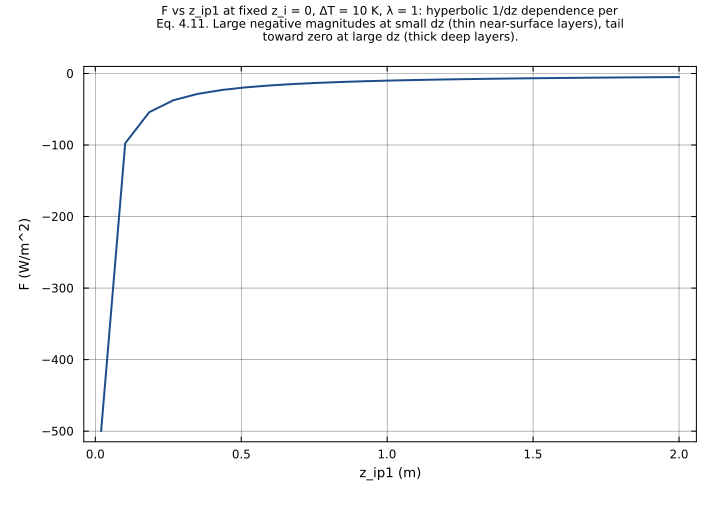 F vs z_ip1 at fixed z_i = 0, ΔT = 10 K, λ = 1: hyperbolic 1/dz dependence per
Eq. 4.11. Large negative magnitudes at small dz (thin near-surface layers), tail
toward zero at large dz (thick deep layers).
0
−100
−200
−300
−400
−500
F (W/m^2)
0.0
0.5
1.0
1.5
2.0
z_ip1 (m)